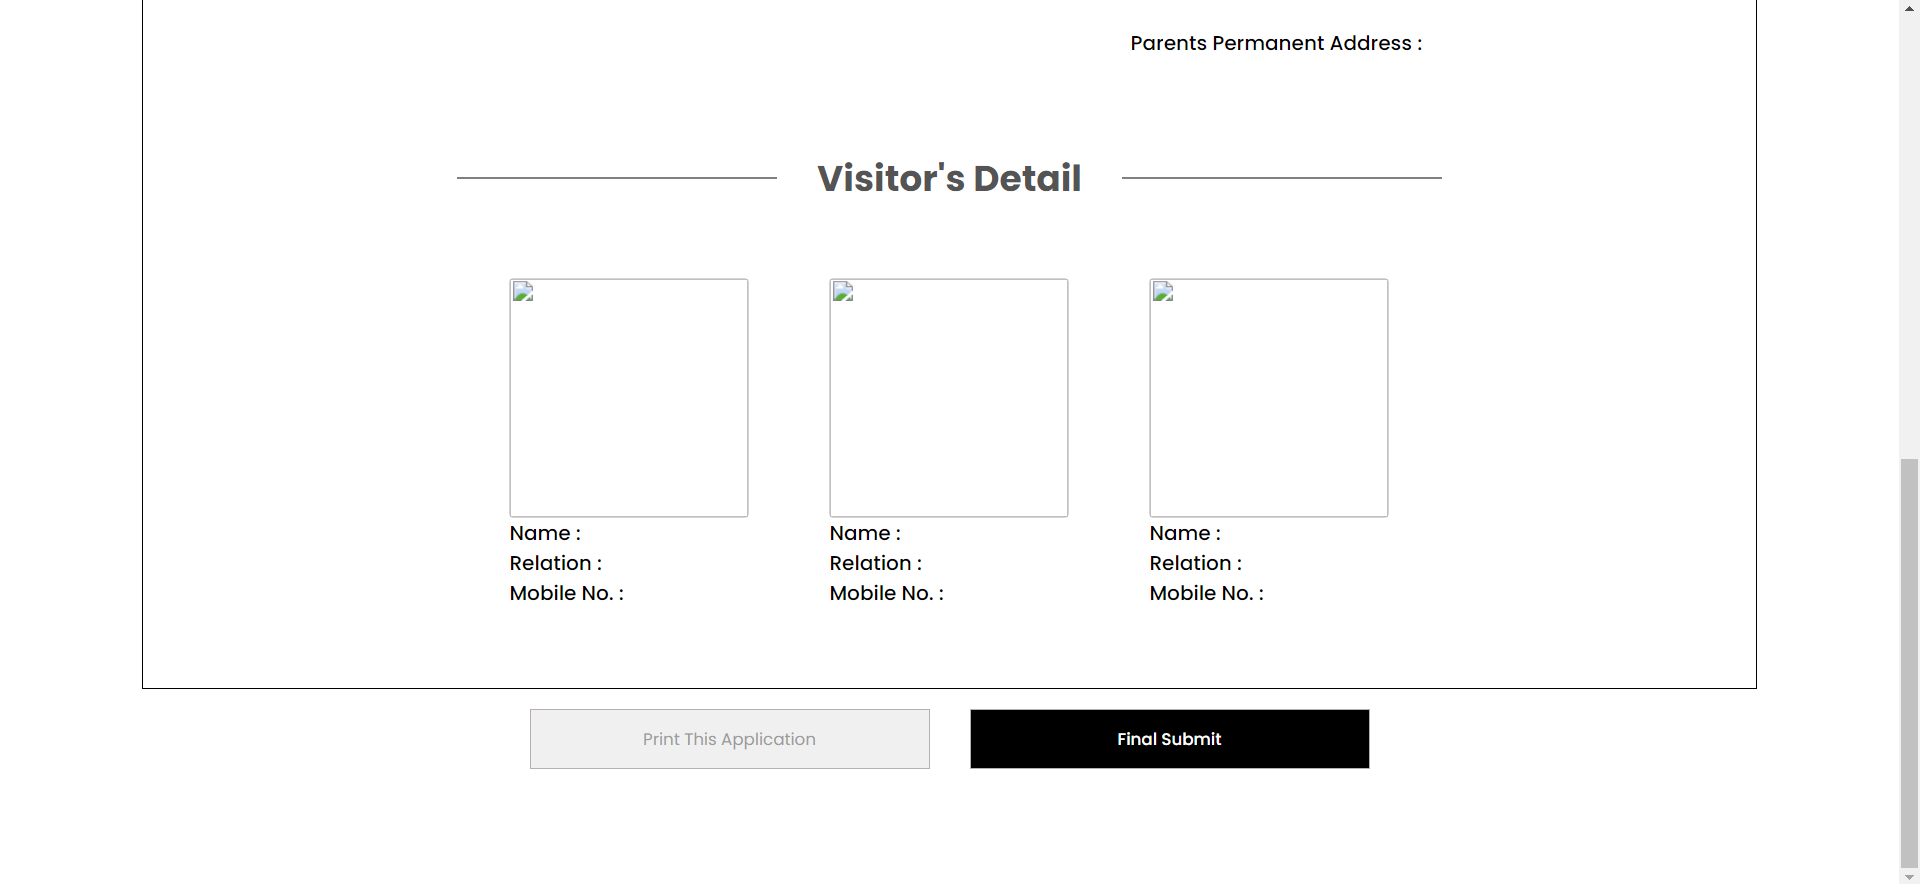 Parents Permanent Address :
Visitor's Detail
Name :
Relation :
Mobile No. :
Name :
Relation :
Mobile No. :
Name :
Relation :
Mobile No. :
Print This Application
Final Submit